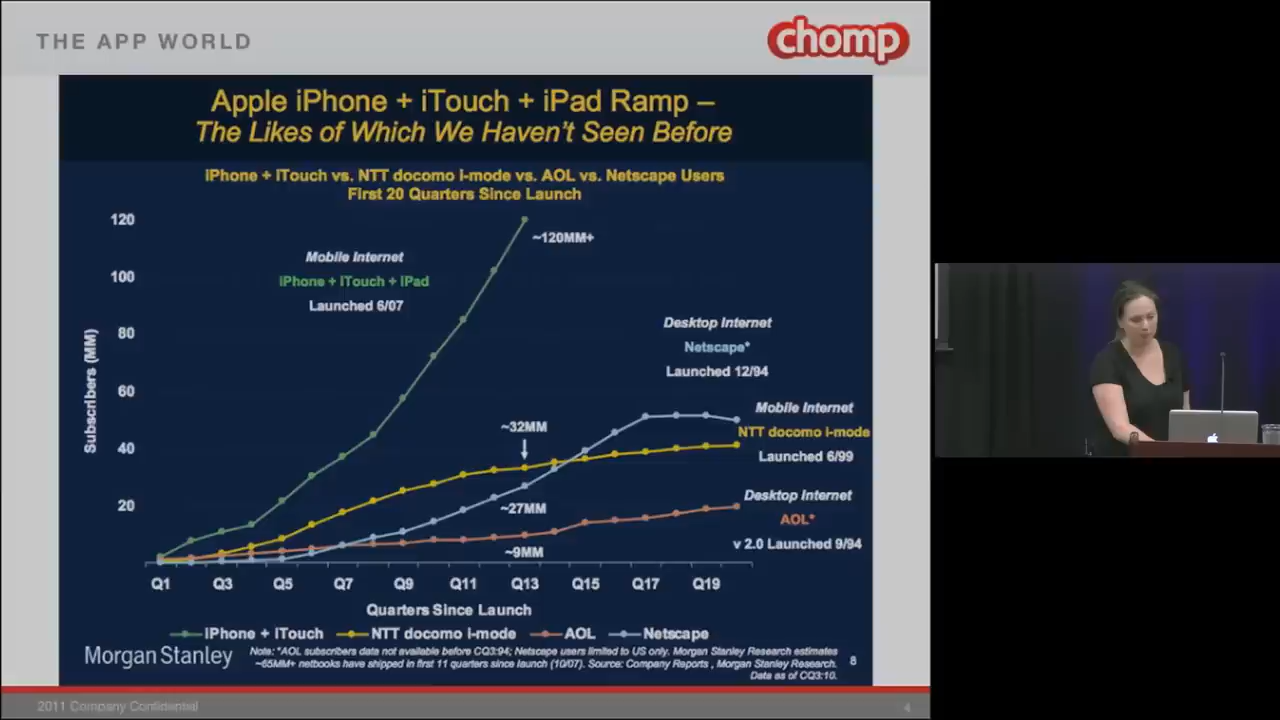 THE APP WORLD
chomp
Apple iPhone + iTouch + iPad Ramp –
The Likes of Which We Haven't Seen Before
iPhone + iTouch vs. NTT docomo i-mode vs. AOL vs. Netscape Users
First 20 Quarters Since Launch
120
100
80
60
40
20
Subscribers (MM)
Mobile Internet
iPhone + iTouch + iPad
Launched 6/07
~120MM+
Desktop Internet
Netscape*
Launched 12/94
Mobile Internet
NTT docomo i-mode
Launched 6/99
Desktop Internet
AOL*
v 2.0 Launched 9/94
~32MM
~27MM
~9MM
Q1 Q3 Q5 Q7 Q9 Q11 Q13 Q15 Q17 Q19
Quarters Since Launch
iPhone + iTouch NTT docomo i-mode AOL Netscape
Morgan Stanley
Note: *AOL subscribers data not available before CQ3:94; Netscape users limited to US only. Morgan Stanley Research estimates
~65MM+ netbooks have shipped in first 11 quarters since launch (10/07). Source: Company Reports , Morgan Stanley Research.
Data as of CQ3:10.
8
2011 Company Confidential
4